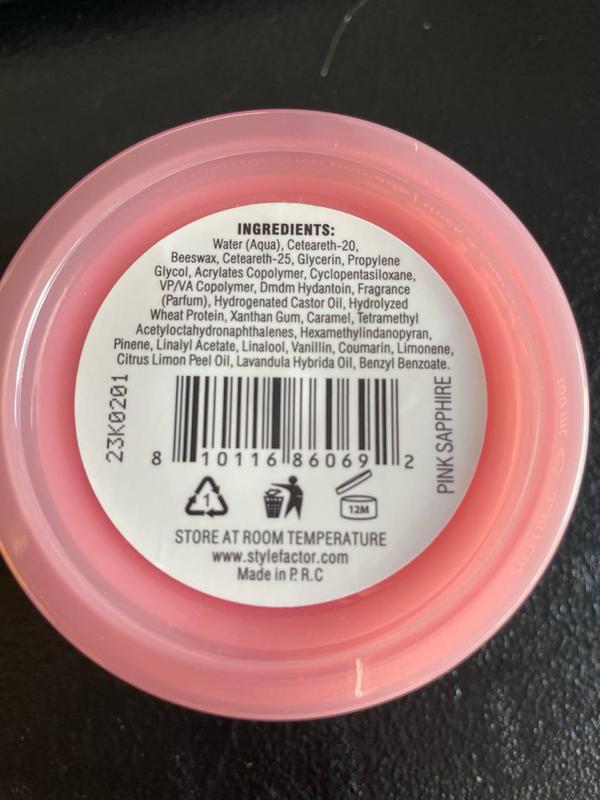 INGREDIENTS:
Water (Aqua), Ceteareth-20,
Beeswax, Ceteareth-25, Glycerin, Propylene
Glycol, Acrylates Copolymer, Cyclopentasiloxane,
VP/VA Copolymer, Dmdm Hydantoin, Fragrance
(Parfum), Hydrogenated Castor Oil, Hydrolyzed
Wheat Protein, Xanthan Gum, Caramel, Tetramethyl
Acetyloctahydronaphthalenes, Hexamethylindanopyran,
Pinene, Linalyl Acetate, Linalool, Vanillin, Coumarin, Limonene,
Citrus Limon Peel Oil, Lavandula Hybrida Oil, Benzyl Benzoate.
23K0201
PINK SAPPHIRE
8 10116 86069 2
1
12M
STORE AT ROOM TEMPERATURE
www.stylefactor.com
Made in P. R.C